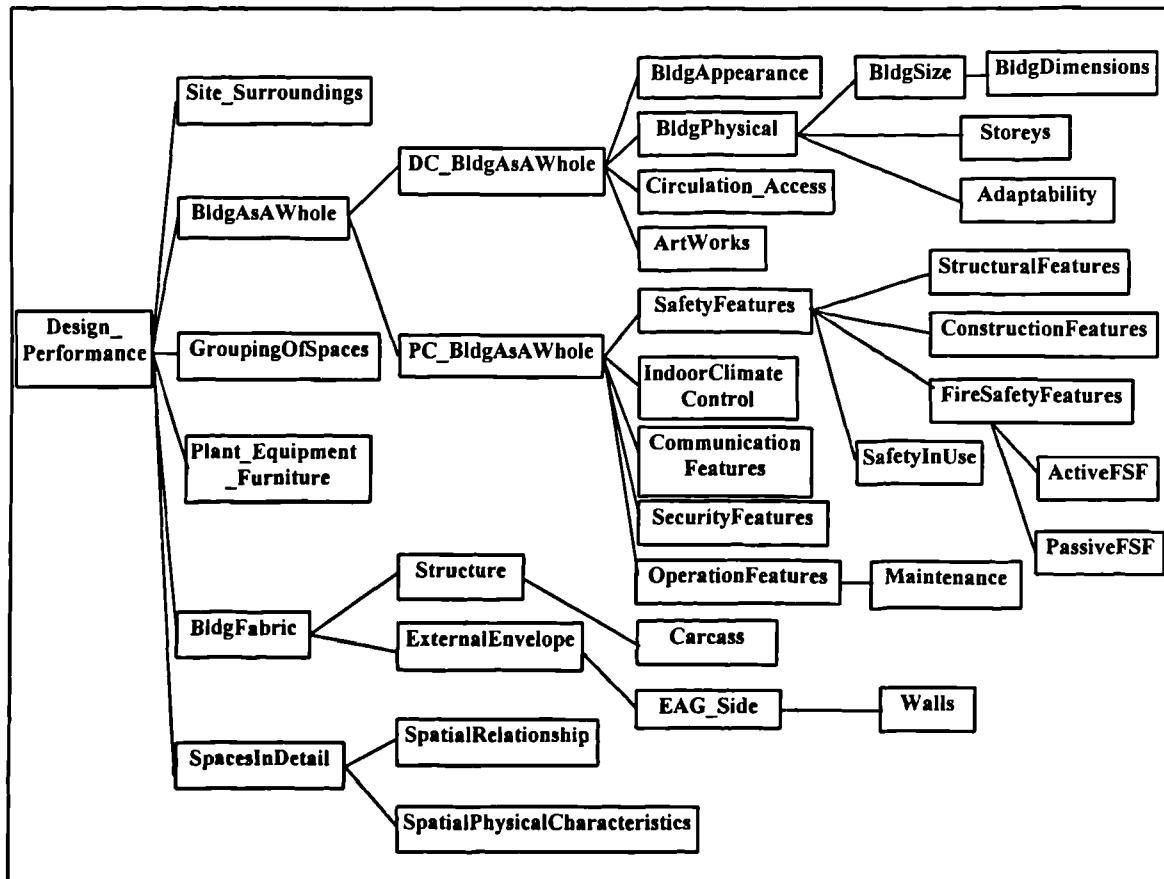 Site_Surroundings
BldgAppearance
BldgSize
BldgDimensions
BldgPhysical
Storeys
DC_BldgAsAWhole
Circulation_Access
Adaptability
BldgAsAWhole
ArtWorks
StructuralFeatures
SafetyFeatures
ConstructionFeatures
Design_
Performance
GroupingOfSpaces
PC_BldgAsAWhole
IndoorClimate
Control
FireSafetyFeatures
Plant_Equipment
_Furniture
Communication
Features
SafetyInUse
ActiveFSF
SecurityFeatures
PassiveFSF
Structure
OperationFeatures
Maintenance
BldgFabric
ExternalEnvelope
Carcass
EAG_Side
Walls
SpatialRelationship
SpacesInDetail
SpatialPhysicalCharacteristics